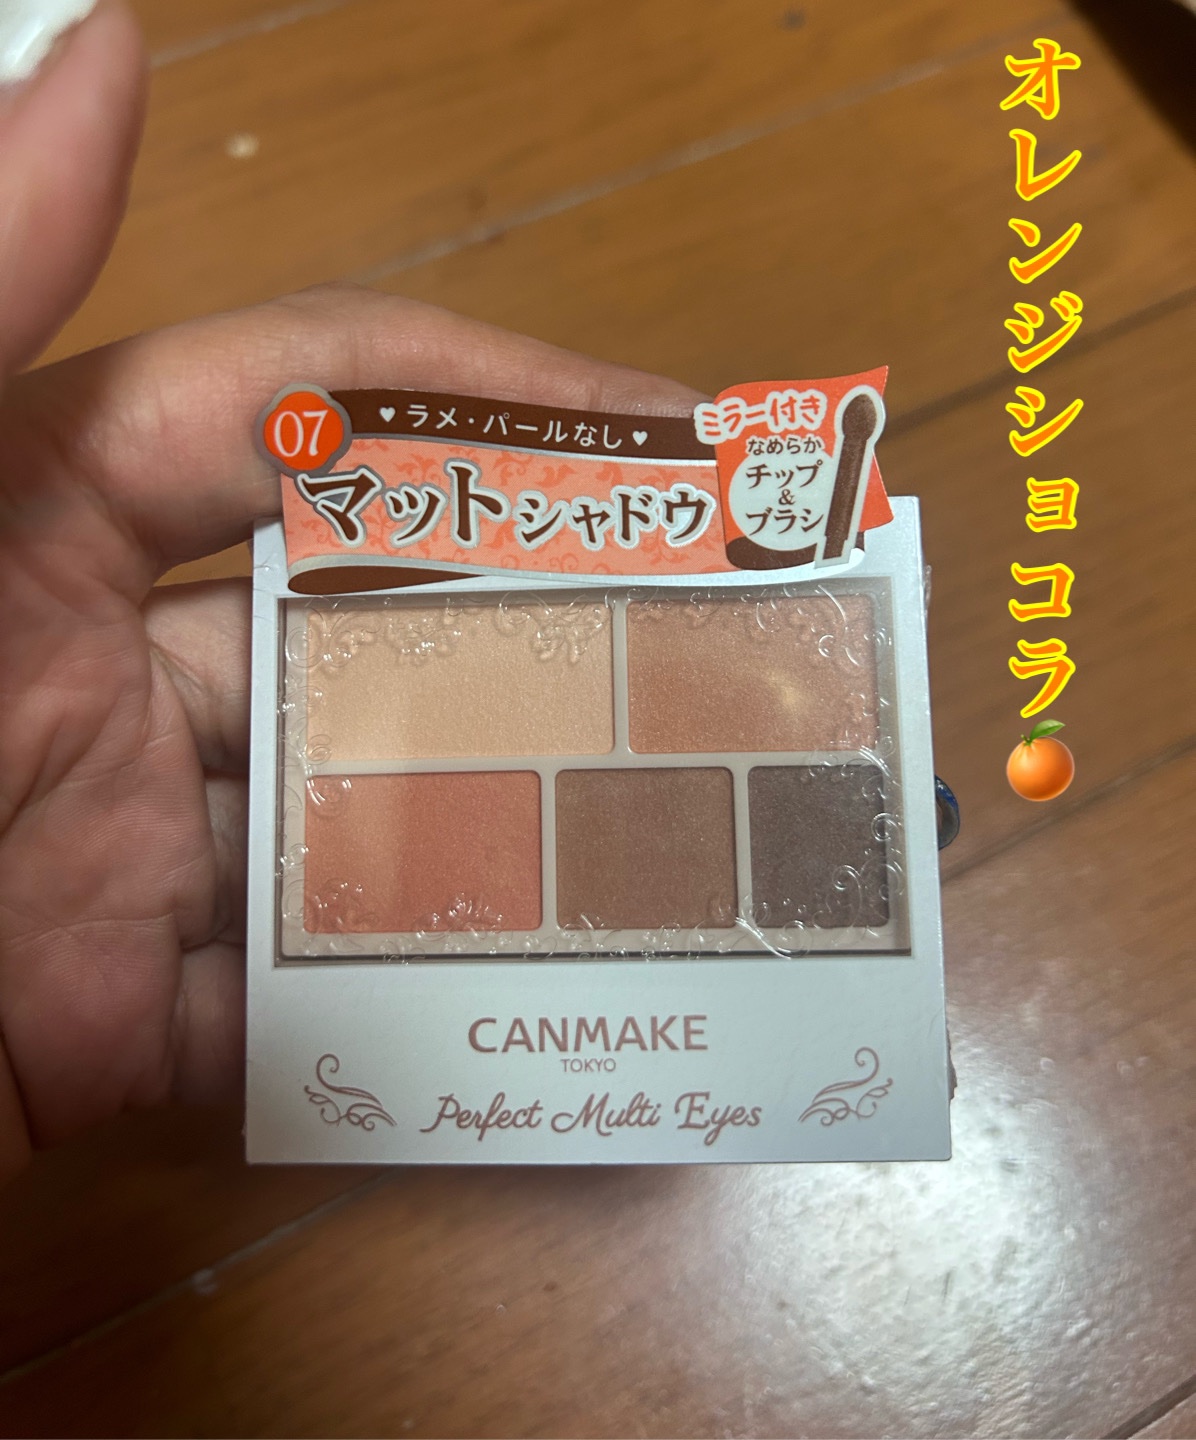 オレンジショコラ🍊
07
♥ラメ・パールなし♥
マットシャドウ
ミラー付き
なめらか
チップ
&
ブラシ
CANMAKE
TOKYO
Perfect Multi Eyes